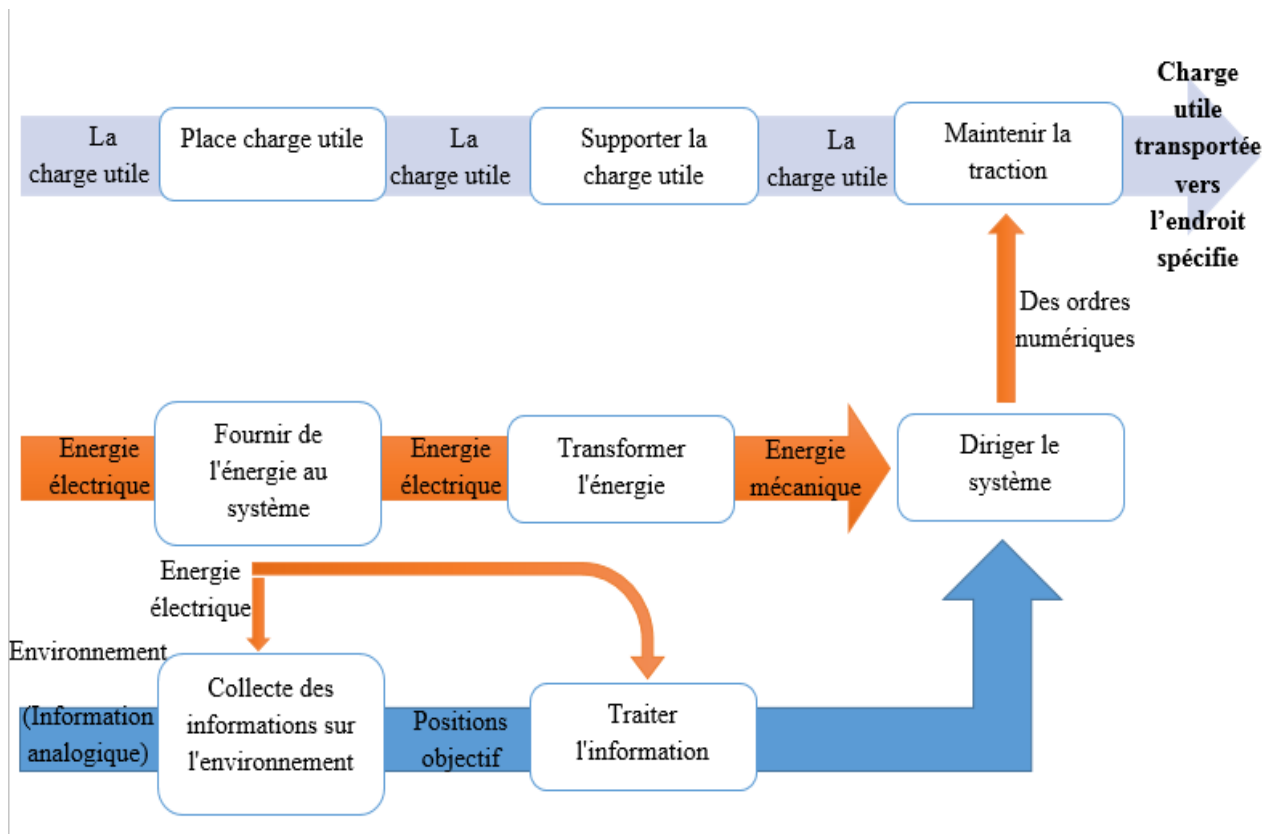 La
charge utile
Place charge utile
La
charge utile
Supporter la
charge utile
La
charge utile
Maintenir la
traction
Charge
utile
transportée
vers
l'endroit
spécifie
Des ordres
numériques
Energie
électrique
Fournir de
l'énergie au
système
Energie
électrique
Transformer
l'énergie
Energie
mécanique
Diriger le
système
Energie
électrique
Environnement
(Information
analogique)
Collecte des
informations sur
l'environnement
Positions
objectif
Traiter
l'information